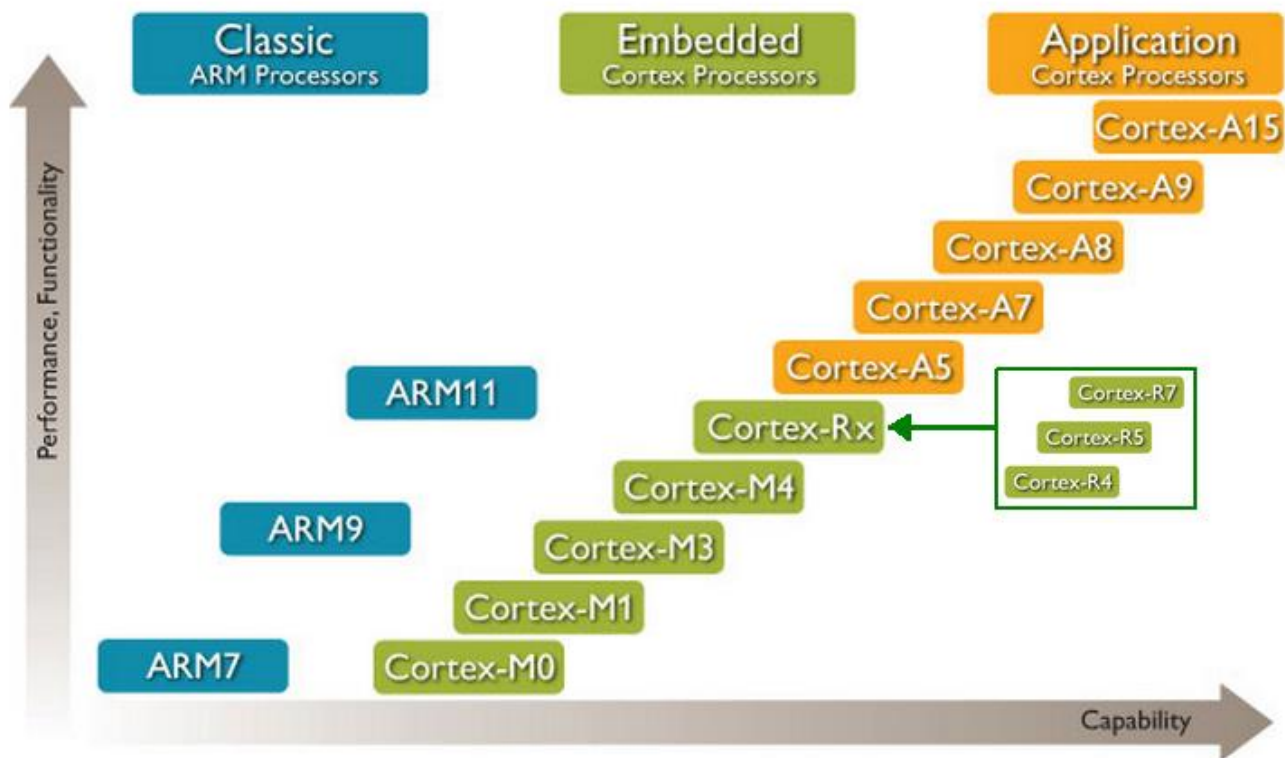 Classic
ARM Processors
Embedded
Cortex Processors
Application
Cortex Processors
Cortex-A15
Cortex-A9
Cortex-A8
Cortex-A7
Cortex-A5
ARM11
Cortex-R7
Cortex-Rx
Cortex-R5
Cortex-R4
Cortex-M4
ARM9
Cortex-M3
Cortex-M1
ARM7
Cortex-M0
Performance, Functionality
Capability